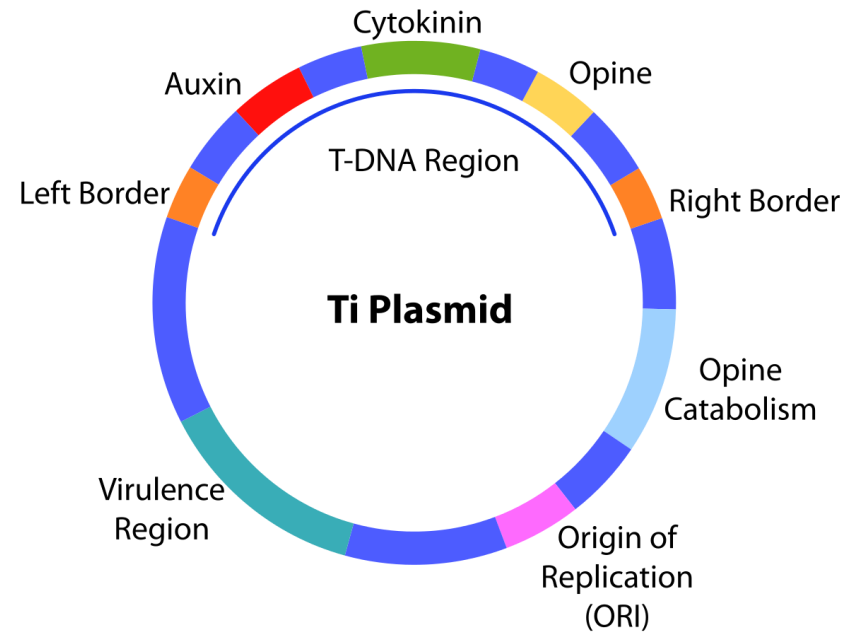 Cytokinin
Auxin
Opine
T-DNA Region
Left Border
Right Border
Ti Plasmid
Opine
Catabolism
Virulence
Region
Origin of
Replication
(ORI)